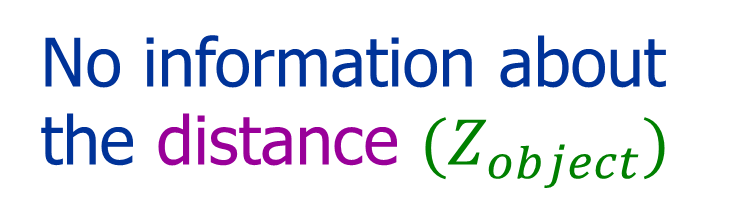 No information about
the distance (Z_object)